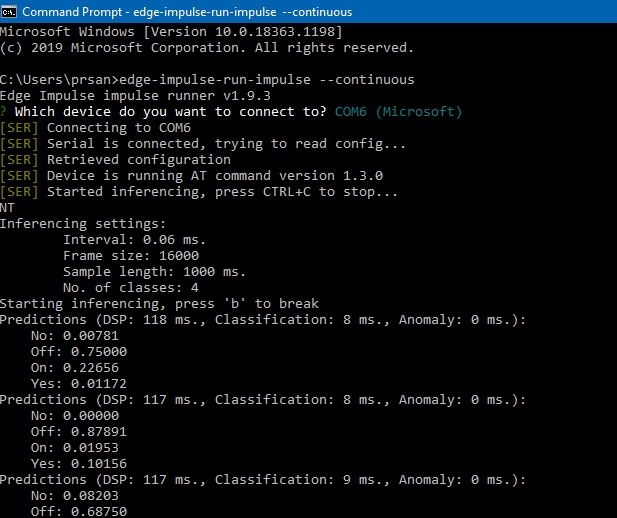 Command Prompt - edge-impulse-run-impulse --continuous
Microsoft Windows [Version 10.0.18363.1198]
(c) 2019 Microsoft Corporation. All rights reserved.
C:\Users\prsan>edge-impulse-run-impulse --continuous
Edge Impulse impulse runner v1.9.3
? Which device do you want to connect to? COM6 (Microsoft)
[SER] Connecting to COM6
[SER] Serial is connected, trying to read config...
[SER] Retrieved configuration
[SER] Device is running AT command version 1.3.0
[SER] Started inferencing, press CTRL+C to stop...
NT
Inferencing settings:
Interval: 0.06 ms.
Frame size: 16000
Sample length: 1000 ms.
No. of classes: 4
Starting inferencing, press 'b' to break
Predictions (DSP: 118 ms., Classification: 8 ms., Anomaly: 0 ms.):
No: 0.00781
Off: 0.75000
On: 0.22656
Yes: 0.01172
Predictions (DSP: 117 ms., Classification: 8 ms., Anomaly: 0 ms.):
No: 0.00000
Off: 0.87891
On: 0.01953
Yes: 0.10156
Predictions (DSP: 117 ms., Classification: 9 ms., Anomaly: 0 ms.):
No: 0.08203
Off: 0.68750